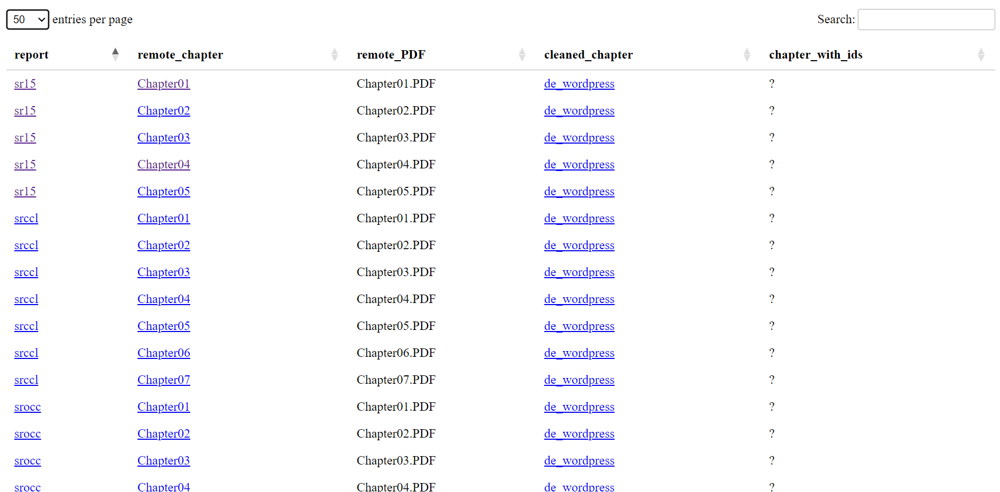 50 entries per page Search:
report remote_chapter remote_PDF cleaned_chapter chapter_with_ids
sr15 Chapter01 Chapter01.PDF de_wordpress ?
sr15 Chapter02 Chapter02.PDF de_wordpress ?
sr15 Chapter03 Chapter03.PDF de_wordpress ?
sr15 Chapter04 Chapter04.PDF de_wordpress ?
sr15 Chapter05 Chapter05.PDF de_wordpress ?
srccl Chapter01 Chapter01.PDF de_wordpress ?
srccl Chapter02 Chapter02.PDF de_wordpress ?
srccl Chapter03 Chapter03.PDF de_wordpress ?
srccl Chapter04 Chapter04.PDF de_wordpress ?
srccl Chapter05 Chapter05.PDF de_wordpress ?
srccl Chapter06 Chapter06.PDF de_wordpress ?
srccl Chapter07 Chapter07.PDF de_wordpress ?
srocc Chapter01 Chapter01.PDF de_wordpress ?
srocc Chapter02 Chapter02.PDF de_wordpress ?
srocc Chapter03 Chapter03.PDF de_wordpress ?
srocc Chapter04 Chapter04.PDF de_wordpress ?